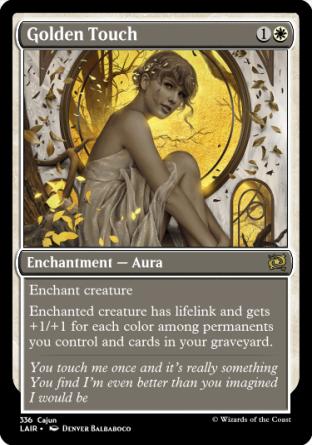 Golden Touch 1
Enchantment — Aura
Enchant creature
Enchanted creature has lifelink and gets
+1/+1 for each color among permanents
you control and cards in your graveyard.
You touch me once and it's really something
You find I'm even better than you imagined
I would be
336 Cajun
LAIR • Denver Balbaboco
© Wizards of the Coast